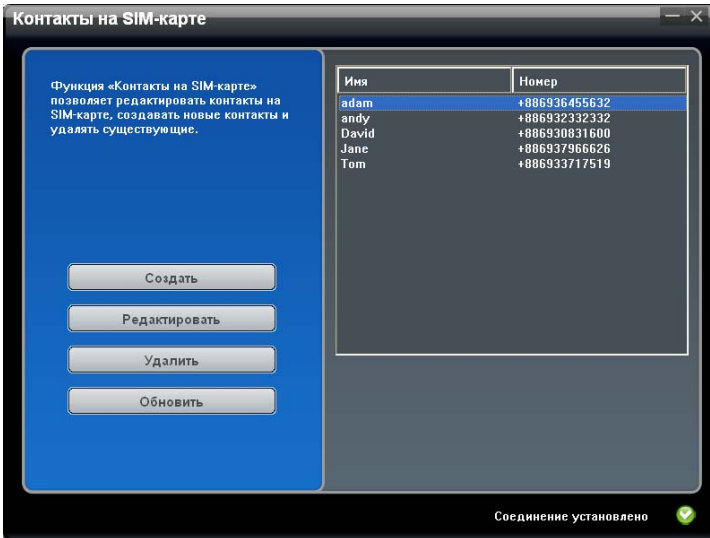 Контакты на SIM-карте
Функция «Контакты на SIM-карте»
позволяет редактировать контакты на
SIM-карте, создавать новые контакты и
удалять существующие.
Создать
Редактировать
Удалить
Обновить
Имя Номер
adam +886936455632
andy +886932332332
David +886930831600
Jane +886937966626
Tom +886933717519
Соединение установлено